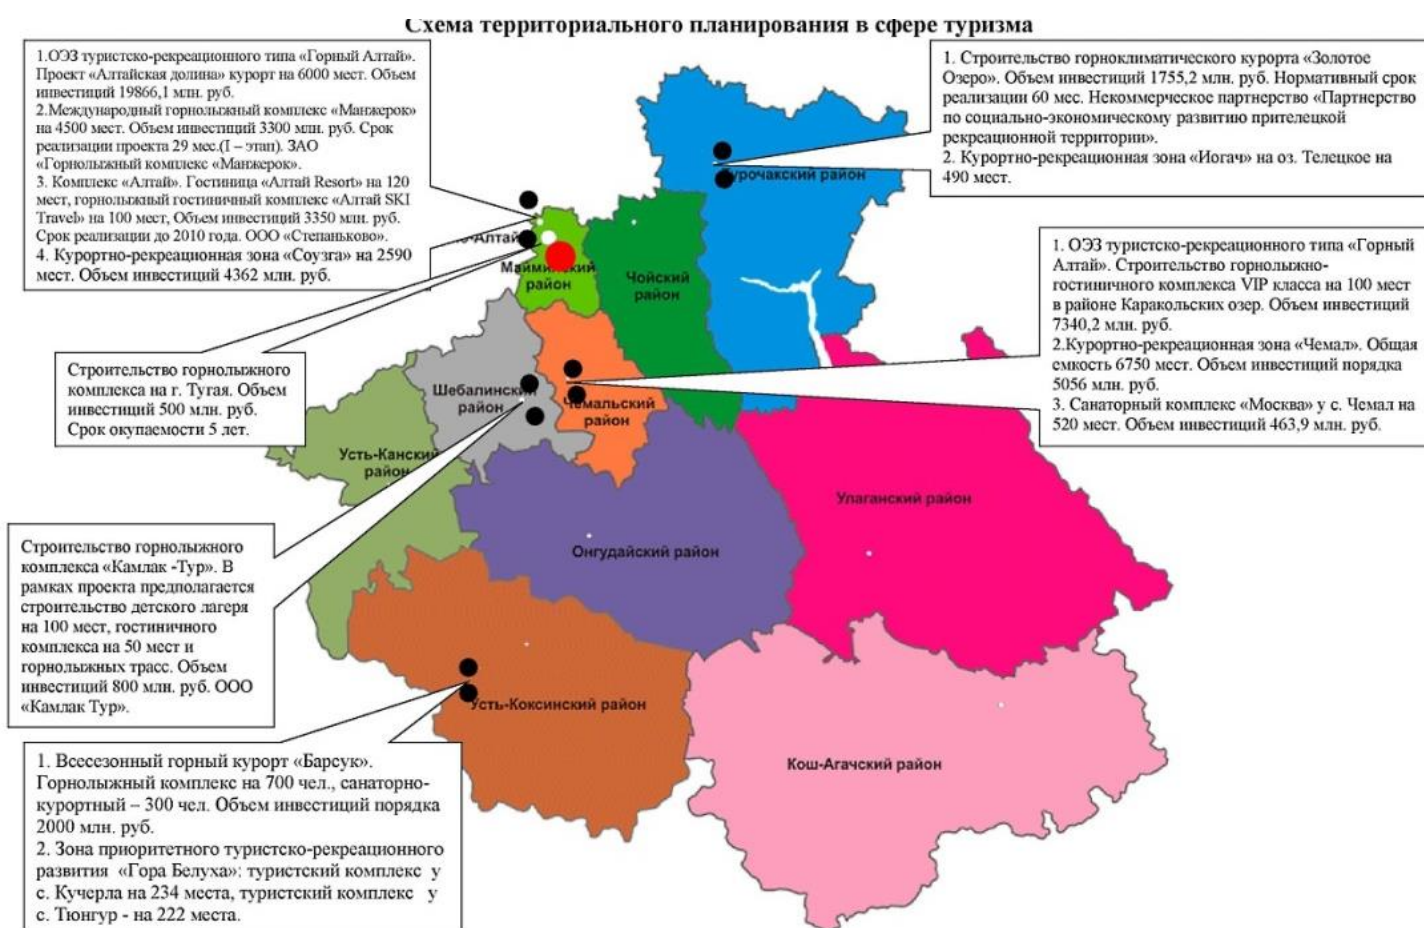 Схема территориального планирования в сфере туризма
1.ОЭЗ туристско-рекреационного типа «Горный Алтай».
Проект «Алтайская долина» курорт на 6000 мест. Объем
инвестиций 19866,1 млн. руб.
2.Международный горнолыжный комплекс «Манжерок»
на 4500 мест. Объем инвестиций 3300 млн. руб. Срок
реализации проекта 29 мес.(I – этап). ЗАО
«Горнолыжный комплекс «Манжерок».
3. Комплекс «Алтай». Гостиница «Алтай Resort» на 120
мест, горнолыжный гостиничный комплекс «Алтай SKI
Travel» на 100 мест, Объем инвестиций 3350 млн. руб.
Срок реализации до 2010 года. ООО «Степаньково».
4. Курортно-рекреационная зона «Соузга» на 2590
мест. Объем инвестиций 4362 млн. руб.
1. Строительство горноклиматического курорта «Золотое
Озеро». Объем инвестиций 1755,2 млн. руб. Нормативный срок
реализации 60 мес. Некоммерческое партнерство «Партнерство
по социально-экономическому развитию прителецкой
рекреационной территории».
2. Курортно-рекреационная зона «Иогач» на оз. Телецкое на
490 мест.
1. ОЭЗ туристско-рекреационного типа «Горный
Алтай». Строительство горнолыжно-
гостиничного комплекса VIP класса на 100 мест
в районе Каракольских озер. Объем инвестиций
7340,2 млн. руб.
2.Курортно-рекреационная зона «Чемал». Общая
емкость 6750 мест. Объем инвестиций порядка
5056 млн. руб.
3. Санаторный комплекс «Москва» у с. Чемал на
520 мест. Объем инвестиций 463,9 млн. руб.
Строительство горнолыжного
комплекса на г. Тугая. Объем
инвестиций 500 млн. руб.
Срок окупаемости 5 лет.
Строительство горнолыжного
комплекса «Камлак -Тур». В
рамках проекта предполагается
строительство детского лагеря
на 100 мест, гостиничного
комплекса на 50 мест и
горнолыжных трасс. Объем
инвестиций 800 млн. руб. ООО
«Камлак Тур».
1. Всесезонный горный курорт «Барсук».
Горнолыжный комплекс на 700 чел., санаторно-
курортный – 300 чел. Объем инвестиций порядка
2000 млн. руб.
2. Зона приоритетного туристско-рекреационного
развития «Гора Белуха»: туристский комплекс у
с. Кучерла на 234 места, туристский комплекс у
с. Тюнгур - на 222 места.
урочакский район
о-Алтай
Майминский
район
Чойский
район
Шебалинский
район
Чемальский
район
Усть-Канский
район
Улаганский район
Онгудайский район
Усть-Коксинский район
Кош-Агачский район